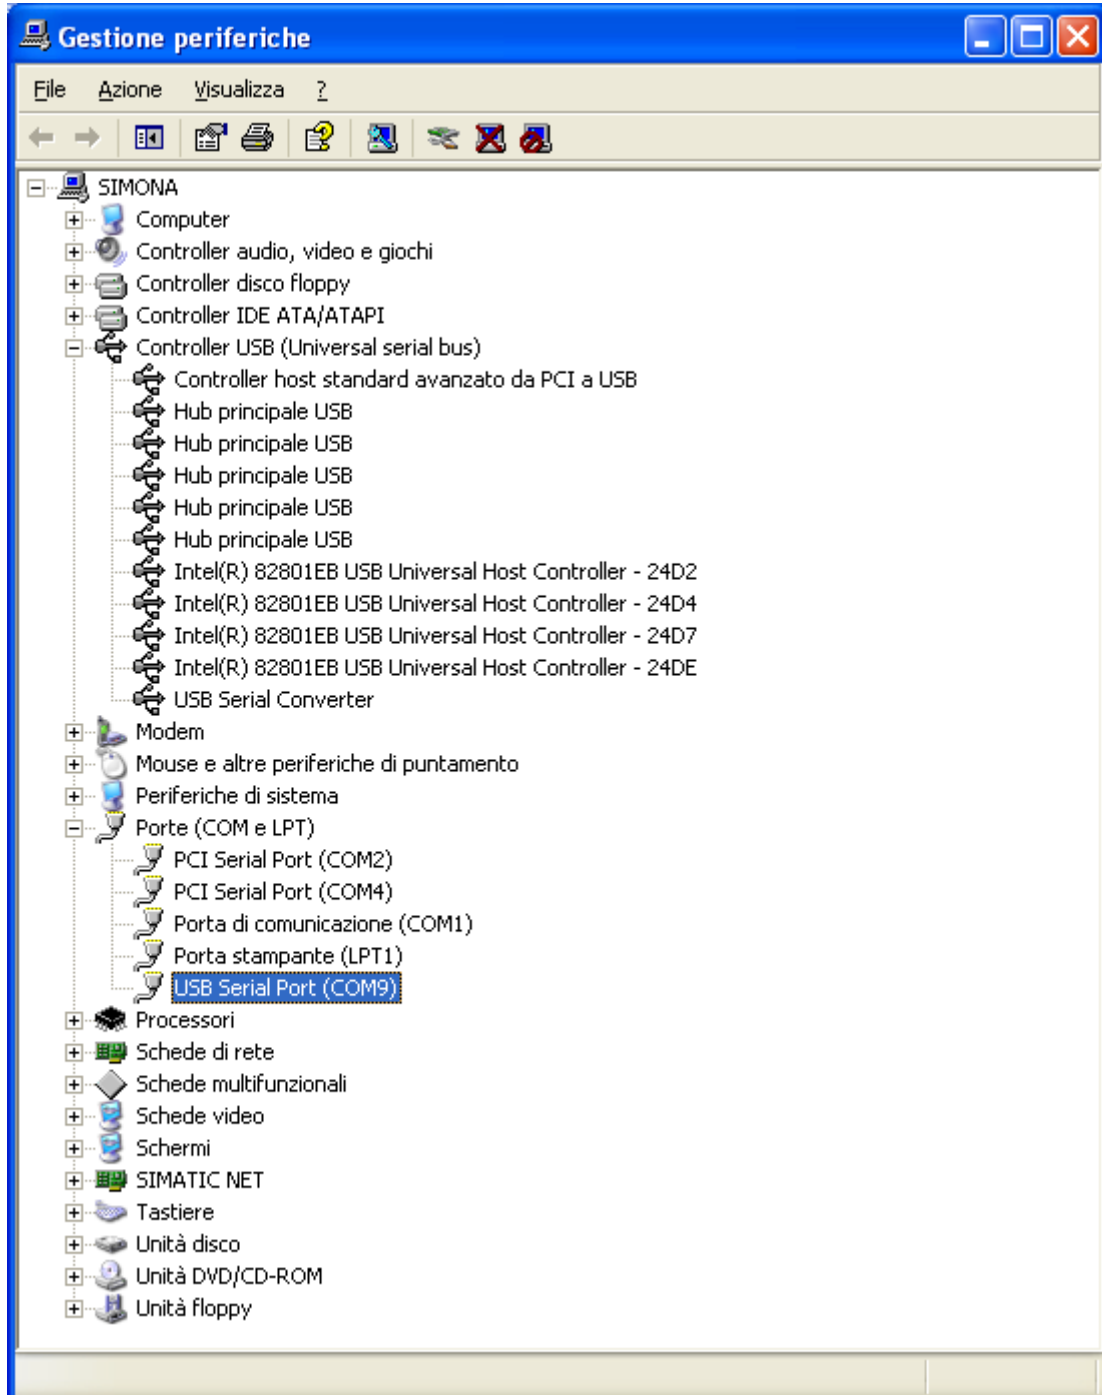 Gestione periferiche
File Azione Visualizza ?
SIMONA
Computer
Controller audio, video e giochi
Controller disco floppy
Controller IDE ATA/ATAPI
Controller USB (Universal serial bus)
Controller host standard avanzato da PCI a USB
Hub principale USB
Hub principale USB
Hub principale USB
Hub principale USB
Hub principale USB
Intel(R) 82801EB USB Universal Host Controller - 24D2
Intel(R) 82801EB USB Universal Host Controller - 24D4
Intel(R) 82801EB USB Universal Host Controller - 24D7
Intel(R) 82801EB USB Universal Host Controller - 24DE
USB Serial Converter
Modem
Mouse e altre periferiche di puntamento
Periferiche di sistema
Porte (COM e LPT)
PCI Serial Port (COM2)
PCI Serial Port (COM4)
Porta di comunicazione (COM1)
Porta stampante (LPT1)
USB Serial Port (COM9)
Processori
Schede di rete
Schede multifunzionali
Schede video
Schermi
SIMATIC NET
Tastiere
Unità disco
Unità DVD/CD-ROM
Unità floppy